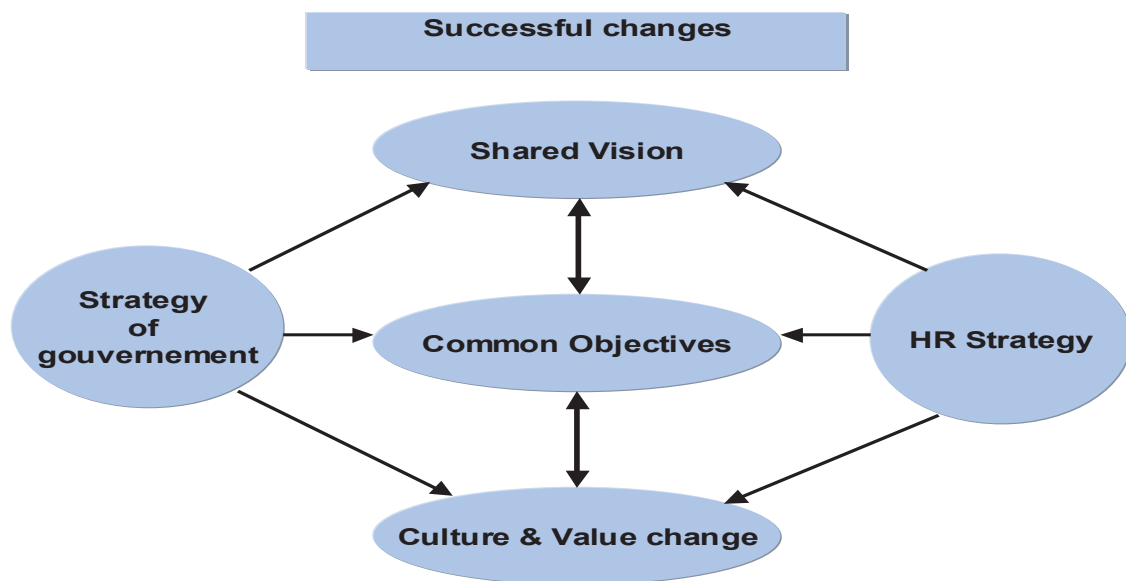 Successful changes
Shared Vision
Strategy
of
gouvernement
Common Objectives
HR Strategy
Culture & Value change